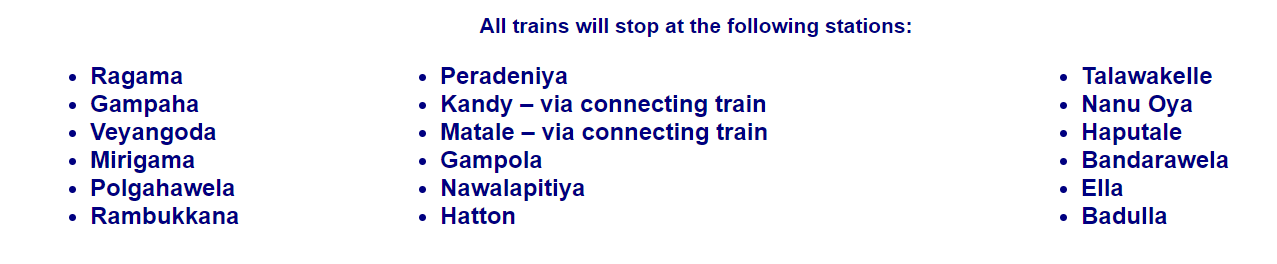 All trains will stop at the following stations:
• Ragama
• Gampaha
• Veyangoda
• Mirigama
• Polgahawela
• Rambukkana
• Peradeniya
• Kandy – via connecting train
• Matale – via connecting train
• Gampola
• Nawalapitiya
• Hatton
• Talawakelle
• Nanu Oya
• Haputale
• Bandarawela
• Ella
• Badulla